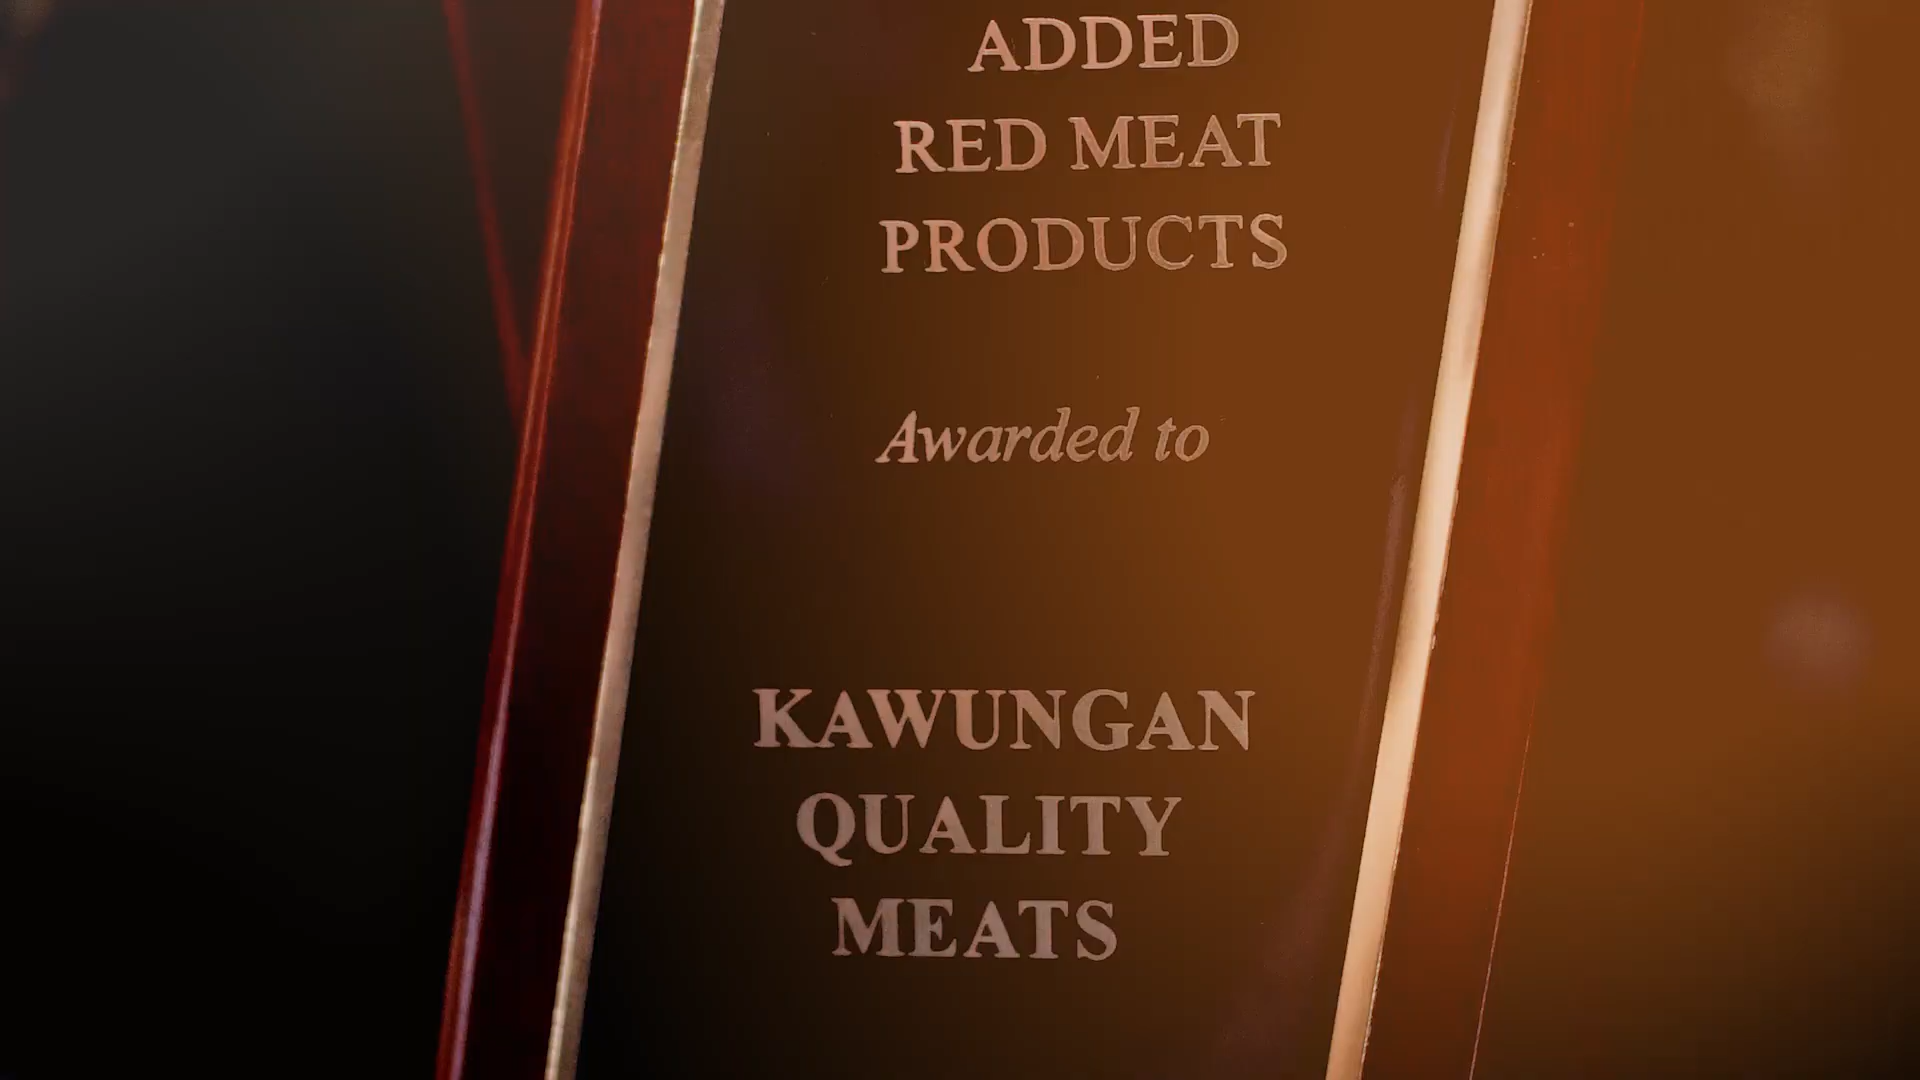 ADDED
RED MEAT
PRODUCTS
Awarded to
KAWUNGAN
QUALITY
MEATS